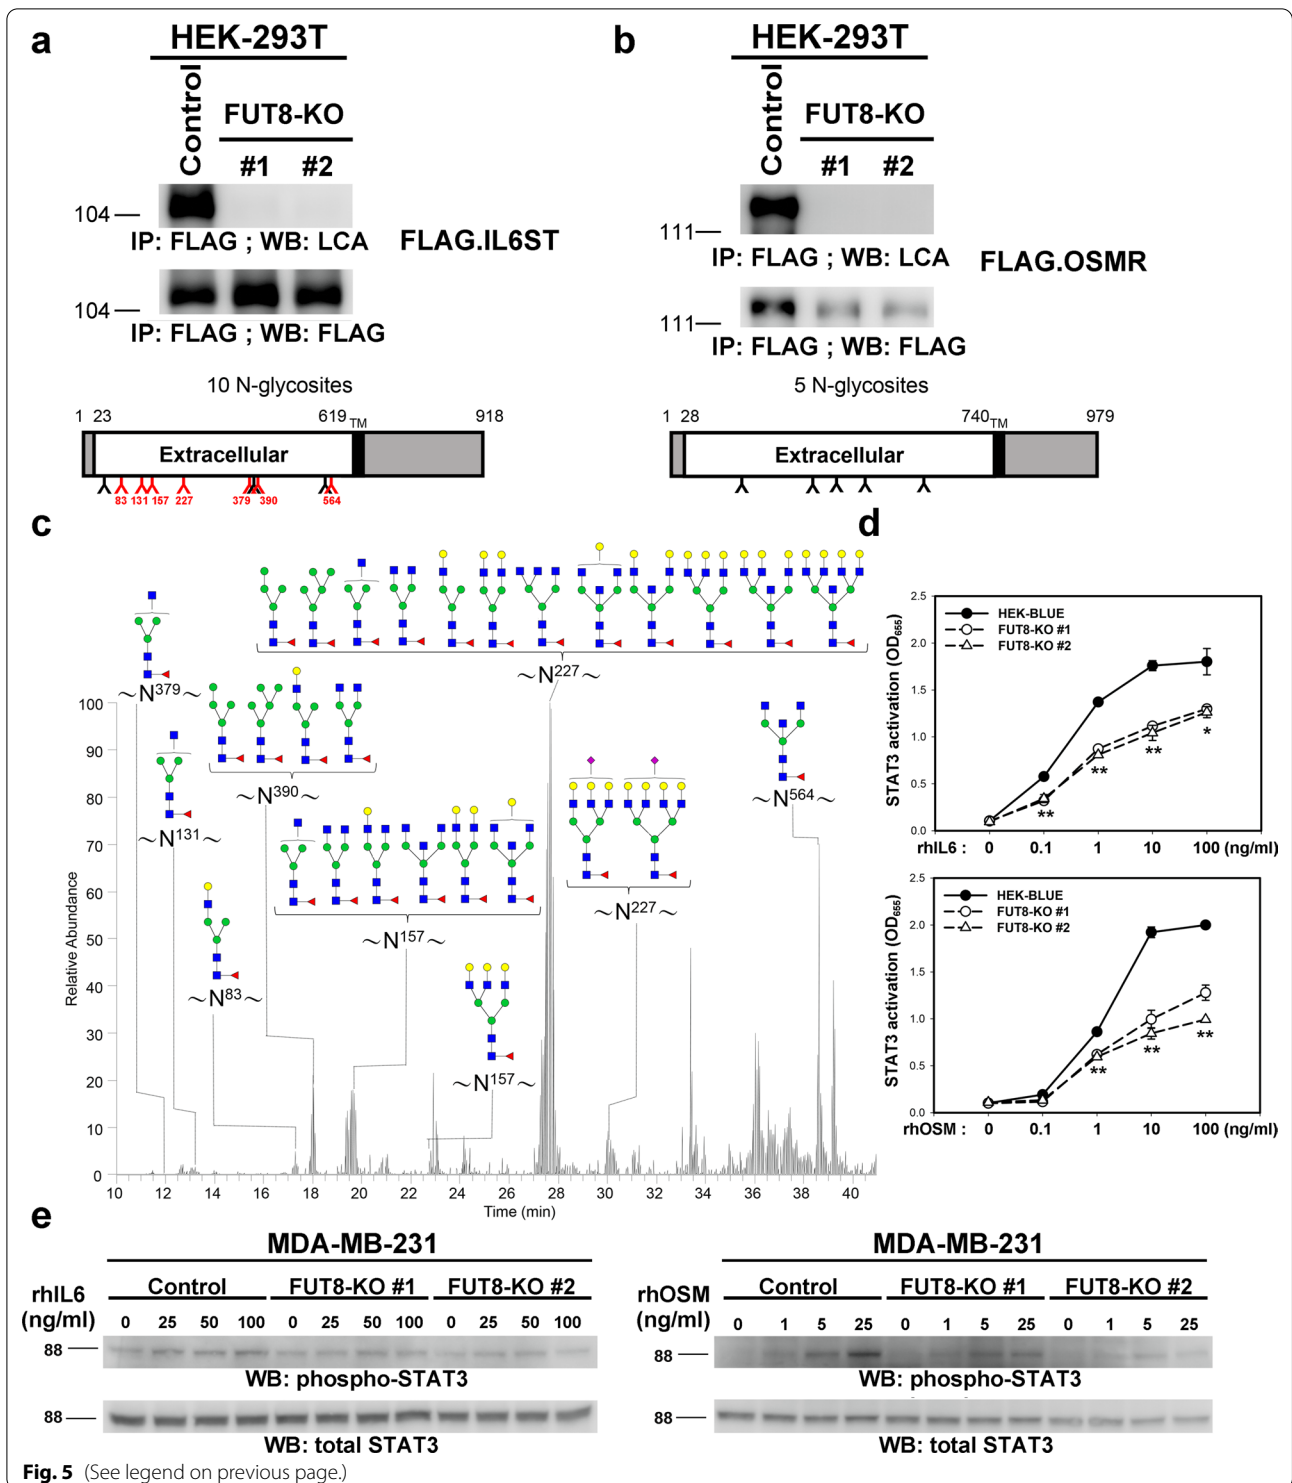 a
HEK-293T
Control
FUT8-KO
#1 #2
104
IP: FLAG ; WB: LCA
FLAG.IL6ST
104
IP: FLAG ; WB: FLAG
10 N-glycosites
1 23 619 TM 918
Extracellular
83 131 157 227 379 390 564
b
HEK-293T
Control
FUT8-KO
#1 #2
111
IP: FLAG ; WB: LCA
FLAG.OSMR
111
IP: FLAG ; WB: FLAG
5 N-glycosites
1 28 740 TM 979
Extracellular
c
~N379~
~N131~
~N83~
~N390~
~N157~
~N227~
~N157~
~N227~
~N564~
Relative Abundance
100
90
80
70
60
50
40
30
20
10
0
10 12 14 16 18 20 22 24 26 28 30 32 34 36 38 40
Time (min)
d
STAT3 activation (OD655)
2.5
2.0
1.5
1.0
0.5
0.0
HEK-BLUE
FUT8-KO #1
FUT8-KO #2
**
**
**
*
rhIL6 : 0 0.1 1 10 100 (ng/ml)
STAT3 activation (OD655)
2.5
2.0
1.5
1.0
0.5
0.0
HEK-BLUE
FUT8-KO #1
FUT8-KO #2
**
**
**
rhOSM : 0 0.1 1 10 100 (ng/ml)
e
MDA-MB-231
Control FUT8-KO #1 FUT8-KO #2
rhIL6
(ng/ml) 0 25 50 100 0 25 50 100 0 25 50 100
88
WB: phospho-STAT3
88
WB: total STAT3
MDA-MB-231
Control FUT8-KO #1 FUT8-KO #2
rhOSM
(ng/ml) 0 1 5 25 0 1 5 25 0 1 5 25
88
WB: phospho-STAT3
88
WB: total STAT3
Fig. 5 (See legend on previous page.)